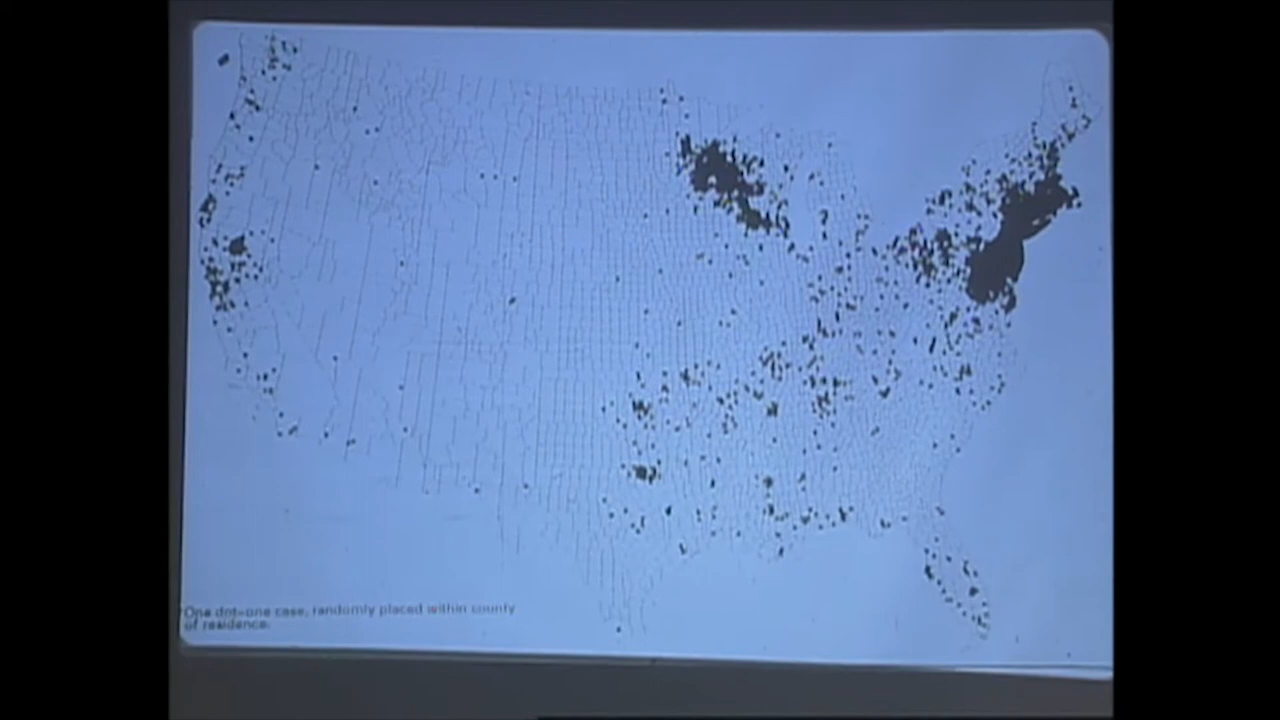 *One dot=one case, randomly placed within county
of residence.